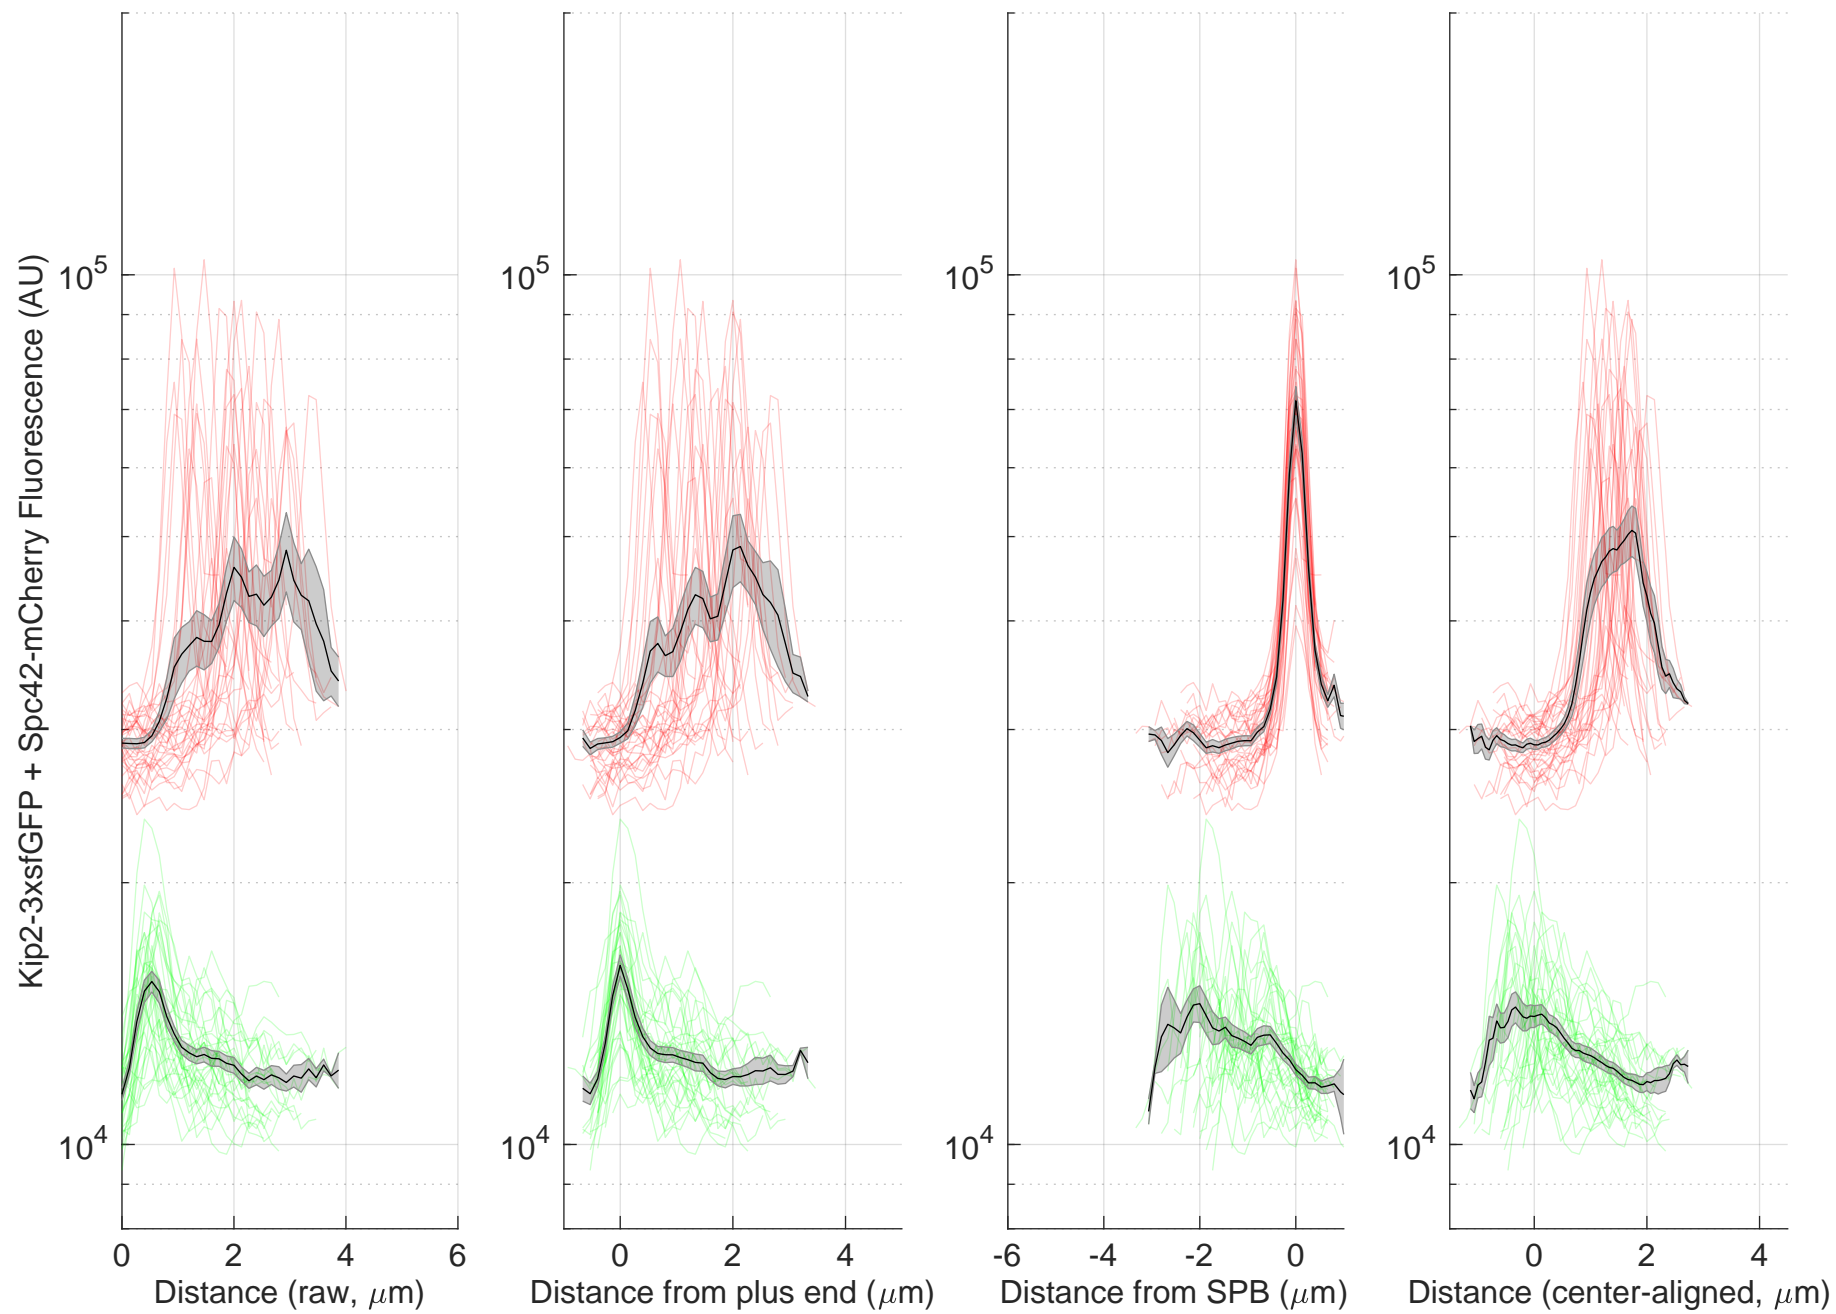 Kip2-3xsfGFP + Spc42-mCherry Fluorescence (AU)
10^5
10^4
0 2 4 6
Distance (raw, μm)
10^5
10^4
0 2 4
Distance from plus end (μm)
10^5
10^4
-6 -4 -2 0
Distance from SPB (μm)
10^5
10^4
0 2 4
Distance (center-aligned, μm)